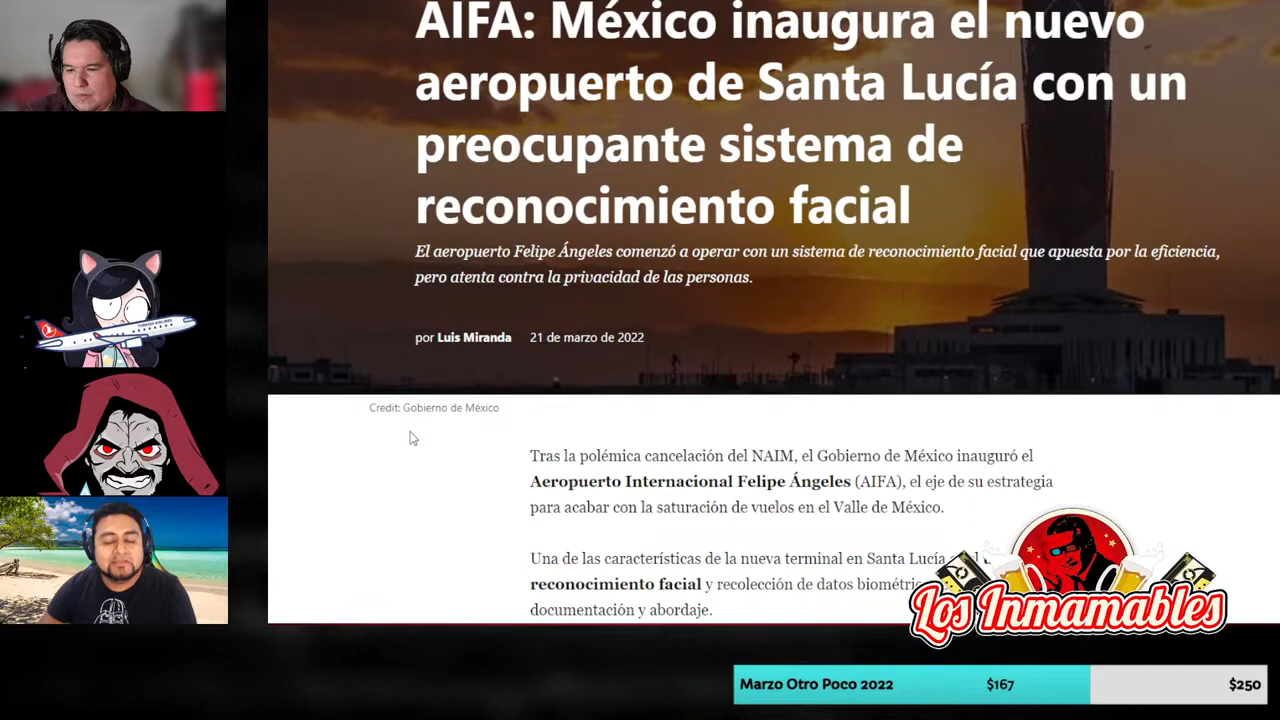 AIFA: México inaugura el nuevo
aeropuerto de Santa Lucía con un
preocupante sistema de
reconocimiento facial
El aeropuerto Felipe Ángeles comenzó a operar con un sistema de reconocimiento facial que apuesta por la eficiencia,
pero atenta contra la privacidad de las personas.
por Luis Miranda 21 de marzo de 2022
Credit: Gobierno de México
Tras la polémica cancelación del NAIM, el Gobierno de México inauguró el
Aeropuerto Internacional Felipe Ángeles (AIFA), el eje de su estrategia
para acabar con la saturación de vuelos en el Valle de México.
Una de las características de la nueva terminal en Santa Lucía
reconocimiento facial y recolección de datos
documentación y abordaje.
TURKISH AIRLINES
Los Inmamables
Marzo Otro Poco 2022 $167 $250